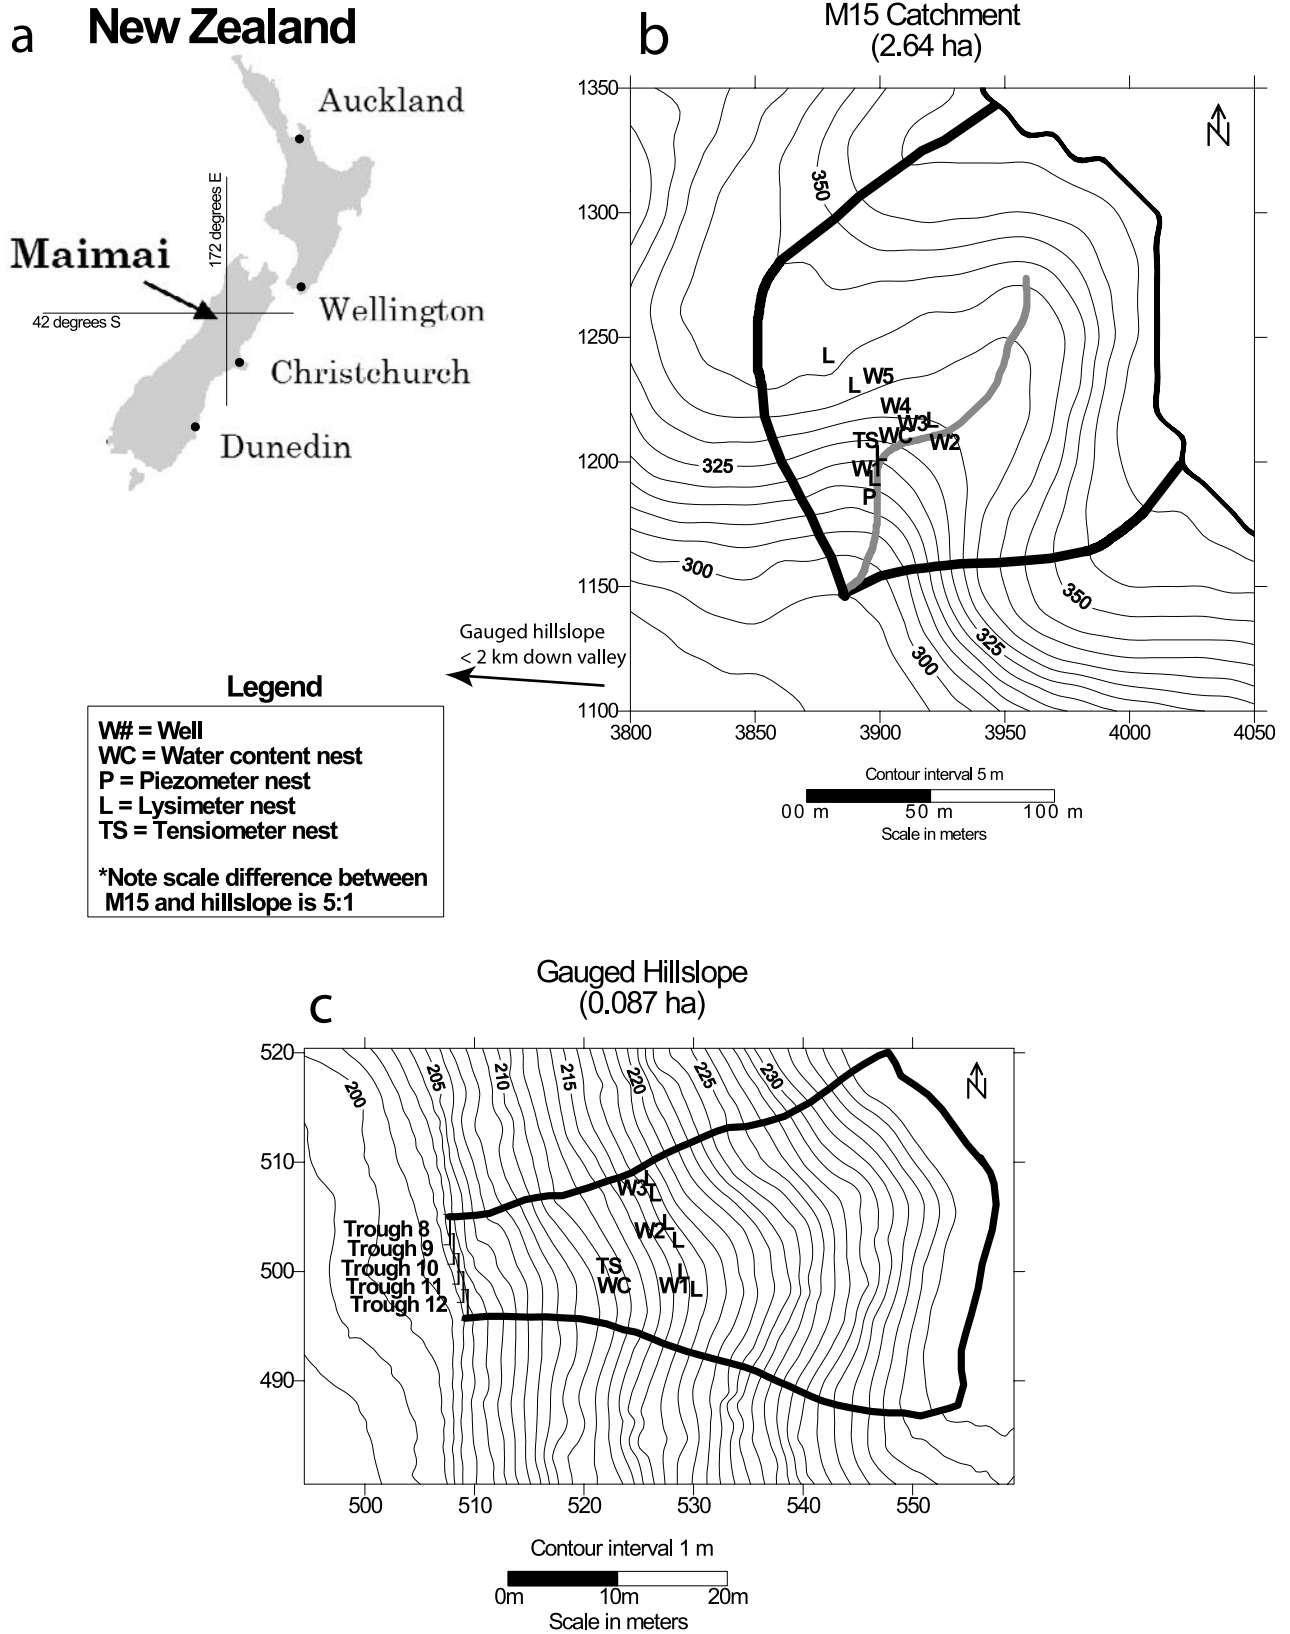 a
New Zealand
Auckland
172 degrees E
Maimai
42 degrees S
Wellington
Christchurch
Dunedin
b
M15 Catchment
(2.64 ha)
1350
1300
1250
1200
1150
1100
N
350
L
L
W5
W4
W3
L
WC
TS
W2
L
W1
L
P
325
300
350
325
300
3800
3850
3900
3950
4000
4050
Contour interval 5 m
00 m
50 m
100 m
Scale in meters
Gauged hillslope
< 2 km down valley
Legend
W# = Well
WC = Water content nest
P = Piezometer nest
L = Lysimeter nest
TS = Tensiometer nest
*Note scale difference between
M15 and hillslope is 5:1
c
Gauged Hillslope
(0.087 ha)
520
510
500
490
200
205
210
215
220
225
230
N
L
W3
L
L
W2
L
TS
L
WC
W1
L
Trough 8
Trough 9
Trough 10
Trough 11
Trough 12
500
510
520
530
540
550
Contour interval 1 m
0m
10m
20m
Scale in meters